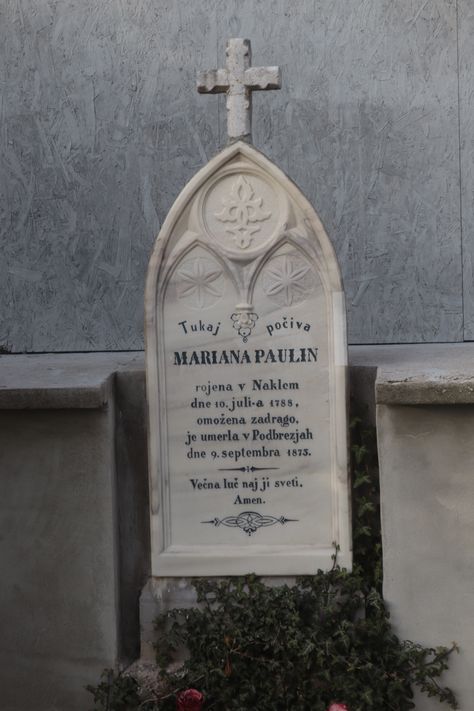 Tukaj počiva
MARIANA PAULIN
rojena v Naklem
dne 10. juli-a 1788,
omožena zadrago,
je umerla v Podbrezjah
dne 9. septembra 1875.
Večna luč naj ji sveti.
Amen.